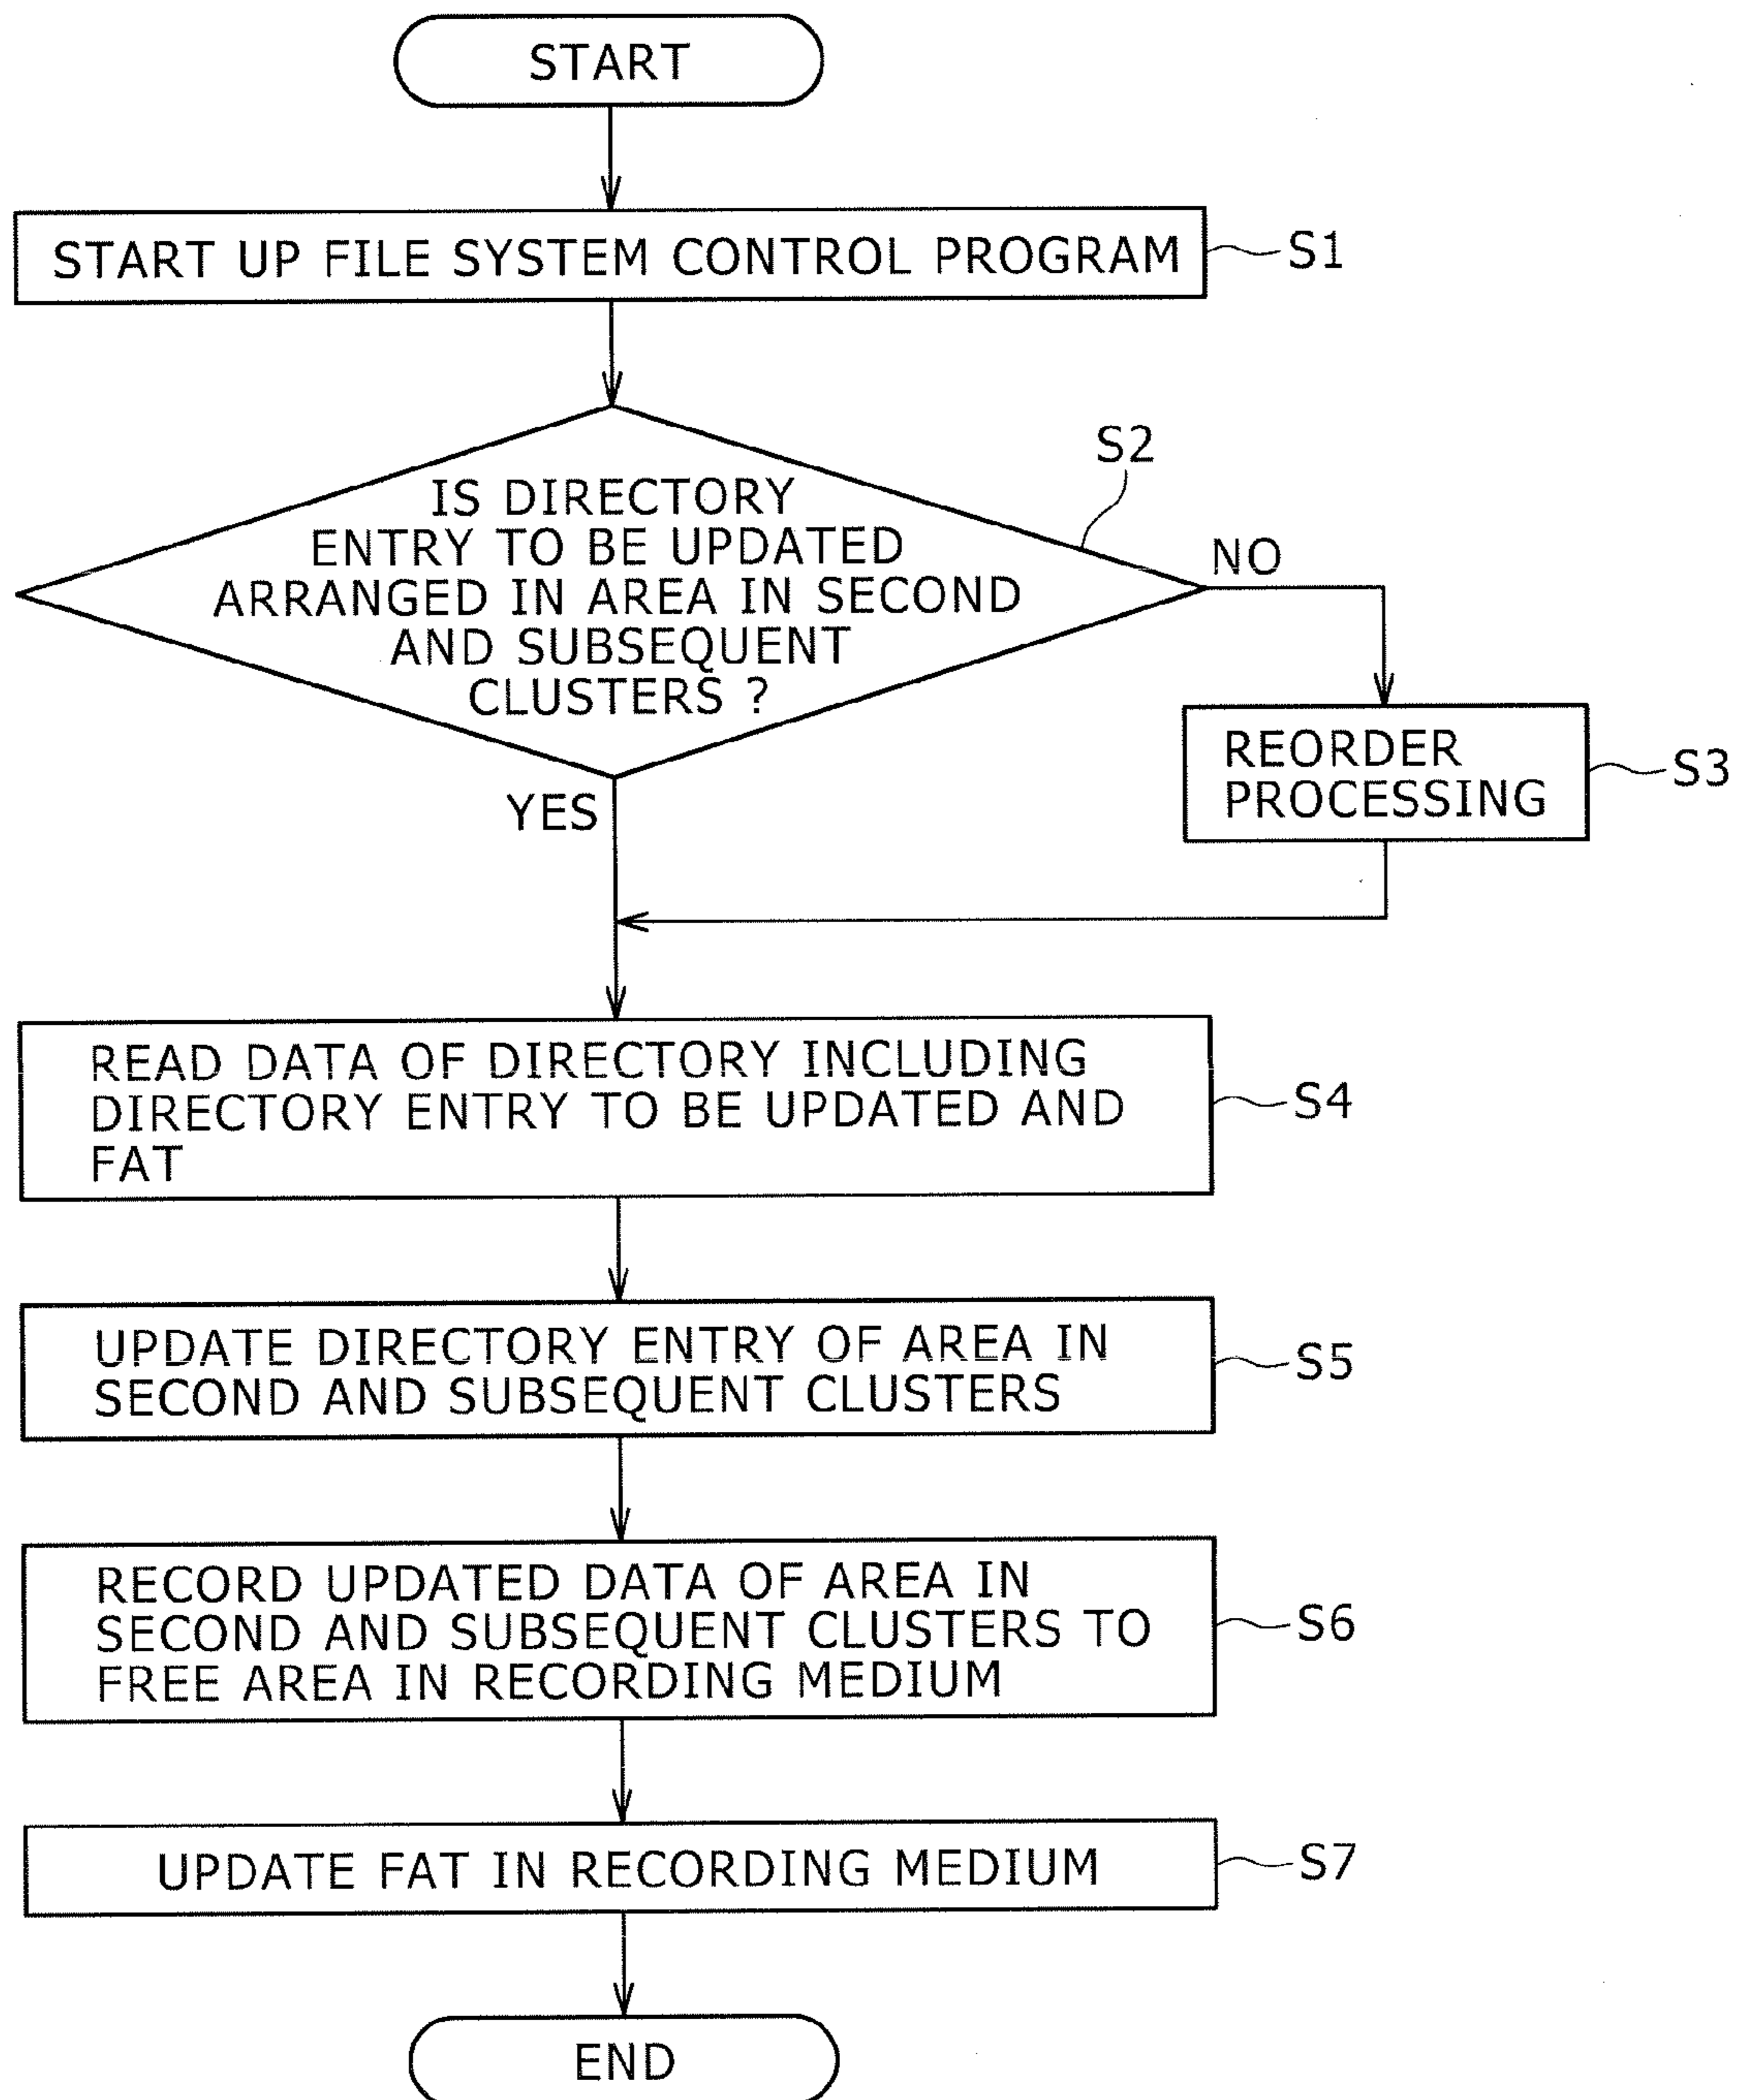 START
START UP FILE SYSTEM CONTROL PROGRAM
S1
S2
IS DIRECTORY
ENTRY TO BE UPDATED
ARRANGED IN AREA IN SECOND
AND SUBSEQUENT
CLUSTERS ?
NO
YES
REORDER
PROCESSING
S3
READ DATA OF DIRECTORY INCLUDING
DIRECTORY ENTRY TO BE UPDATED AND
FAT
S4
UPDATE DIRECTORY ENTRY OF AREA IN
SECOND AND SUBSEQUENT CLUSTERS
S5
RECORD UPDATED DATA OF AREA IN
SECOND AND SUBSEQUENT CLUSTERS TO
FREE AREA IN RECORDING MEDIUM
S6
UPDATE FAT IN RECORDING MEDIUM
S7
END